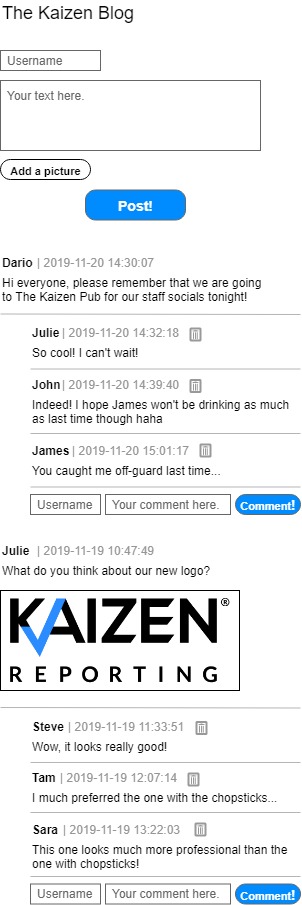 The Kaizen Blog
Username
Your text here.
Add a picture
Post!
Dario | 2019-11-20 14:30:07
Hi everyone, please remember that we are going
to The Kaizen Pub for our staff socials tonight!
Julie | 2019-11-20 14:32:18
So cool! I can't wait!
John | 2019-11-20 14:39:40
Indeed! I hope James won't be drinking as much
as last time though haha
James | 2019-11-20 15:01:17
You caught me off-guard last time...
Username Your comment here. Comment!
Julie | 2019-11-19 10:47:49
What do you think about our new logo?
KAIZEN®
REPORTING
Steve | 2019-11-19 11:33:51
Wow, it looks really good!
Tam | 2019-11-19 12:07:14
I much preferred the one with the chopsticks...
Sara | 2019-11-19 13:22:03
This one looks much more professional than the
one with chopsticks!
Username Your comment here. Comment!